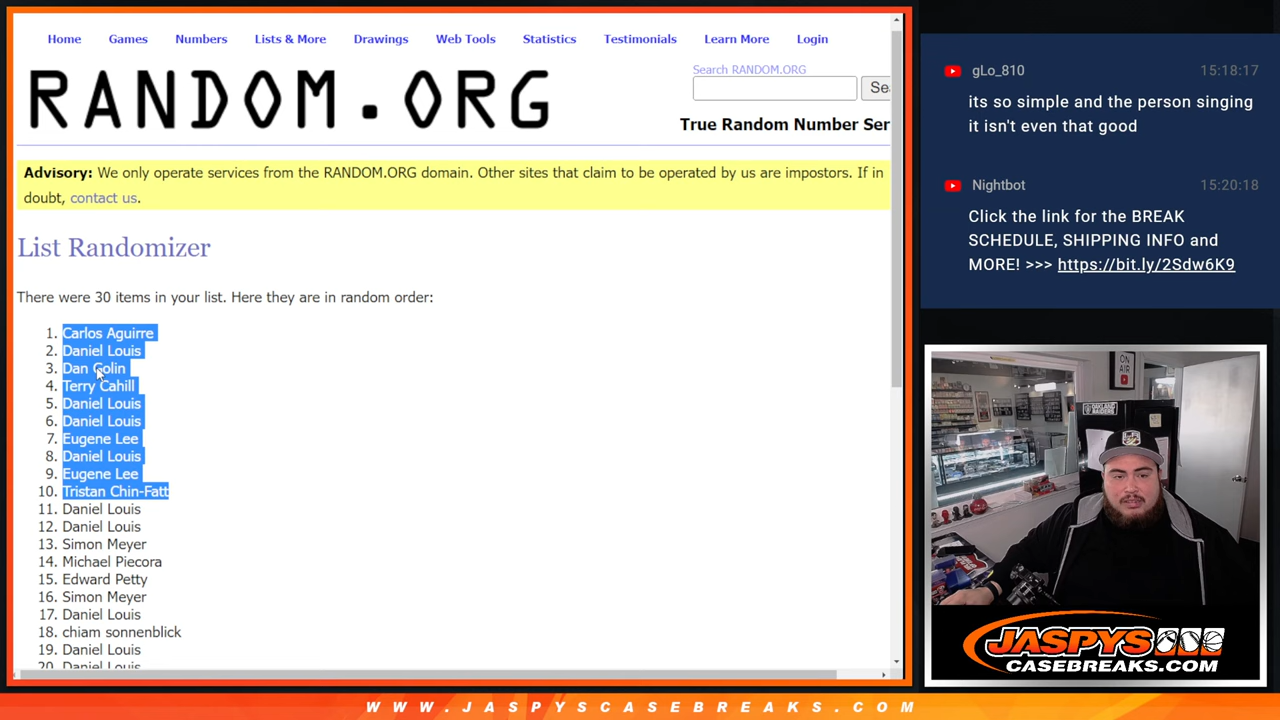 Home Games Numbers Lists & More Drawings Web Tools Statistics Testimonials Learn More Login
RANDOM.ORG
Search RANDOM.ORG
True Random Number Ser
Advisory: We only operate services from the RANDOM.ORG domain. Other sites that claim to be operated by us are impostors. If in
doubt, contact us.
List Randomizer
There were 30 items in your list. Here they are in random order:
1. Carlos Aguirre
2. Daniel Louis
3. Dan Colin
4. Terry Cahill
5. Daniel Louis
6. Daniel Louis
7. Eugene Lee
8. Daniel Louis
9. Eugene Lee
10. Tristan Chin-Fatt
11. Daniel Louis
12. Daniel Louis
13. Simon Meyer
14. Michael Piecora
15. Edward Petty
16. Simon Meyer
17. Daniel Louis
18. chiam sonnenblick
19. Daniel Louis
20. Daniel Louis
gLo_810 15:18:17
its so simple and the person singing
it isn't even that good
Nightbot 15:20:18
Click the link for the BREAK
SCHEDULE, SHIPPING INFO and
MORE! >>> https://bit.ly/2Sdw6K9
ON
AIR
JASPYS
CASEBREAKS.COM
WWW.JASPYSCASEBREAKS.COM